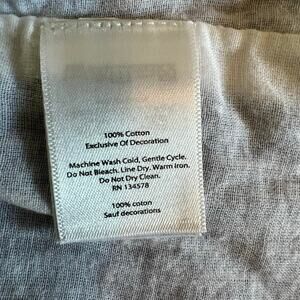 100% Cotton
Exclusive Of Decoration
Machine Wash Cold, Gentle Cycle.
Do Not Bleach. Line Dry. Warm iron.
Do Not Dry Clean.
RN 134578
100% coton
Sauf decorations